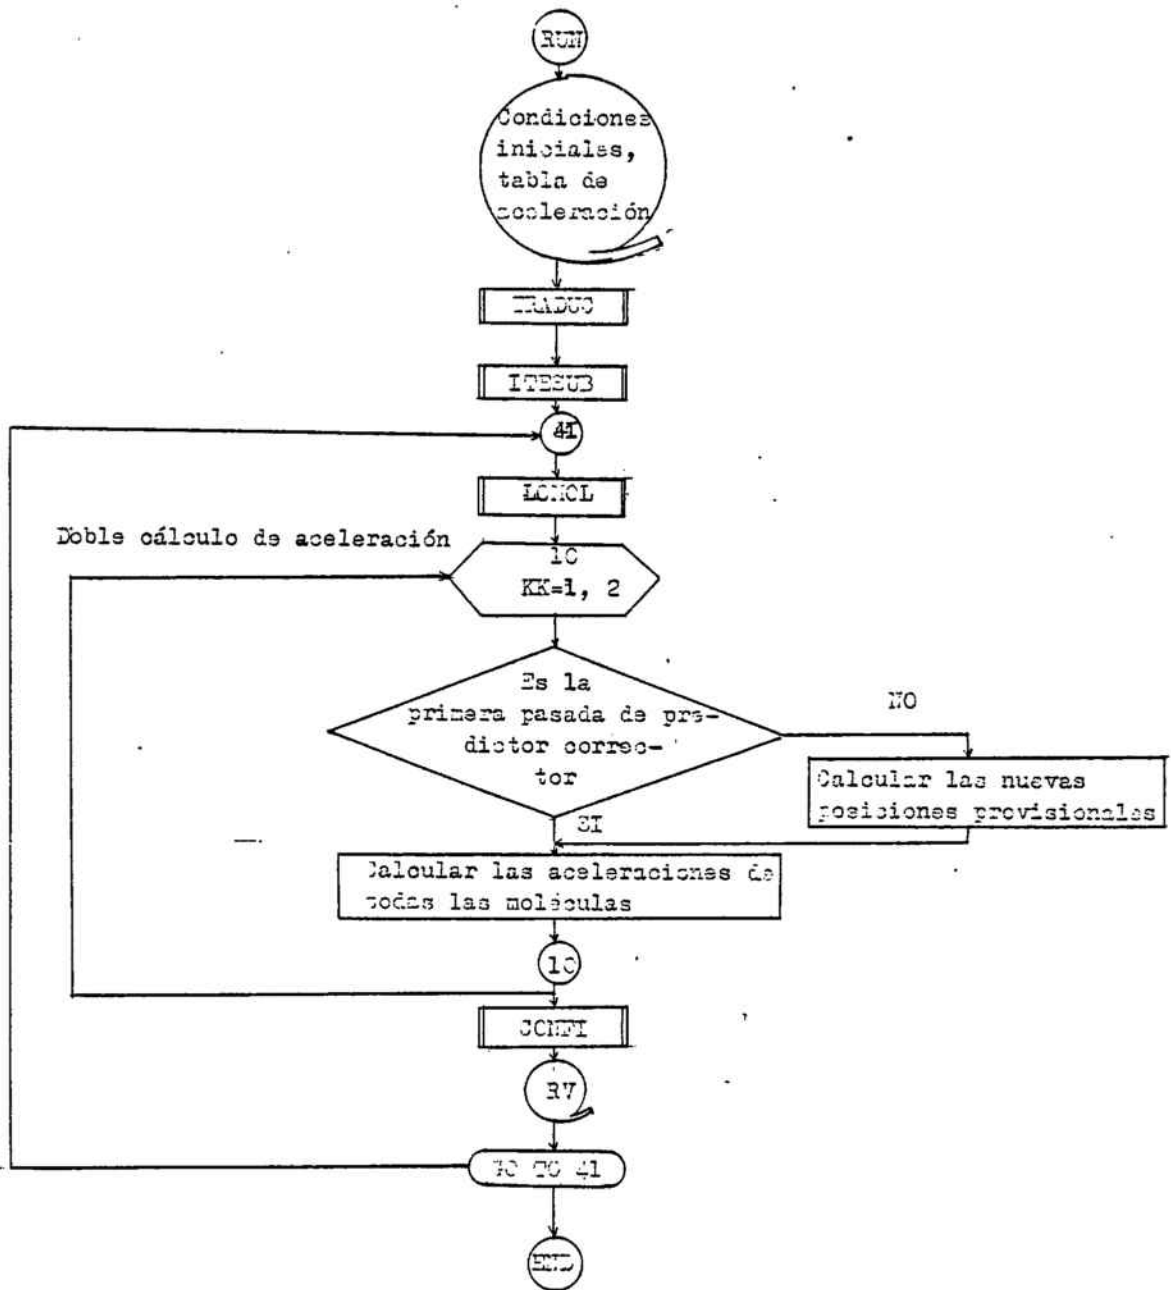 RUN
Condiciones
iniciales,
tabla de
aceleración
TRADUC
ITESUB
41
LCMOL
Doble cálculo de aceleración
10
KK=1, 2
Es la
primera pasada de pre-
dictor correc-
tor
NO
Calcular las nuevas
posiciones provisionales
SI
Calcular las aceleraciones de
todas las moléculas
10
CONFI
RV
GO TO 41
END